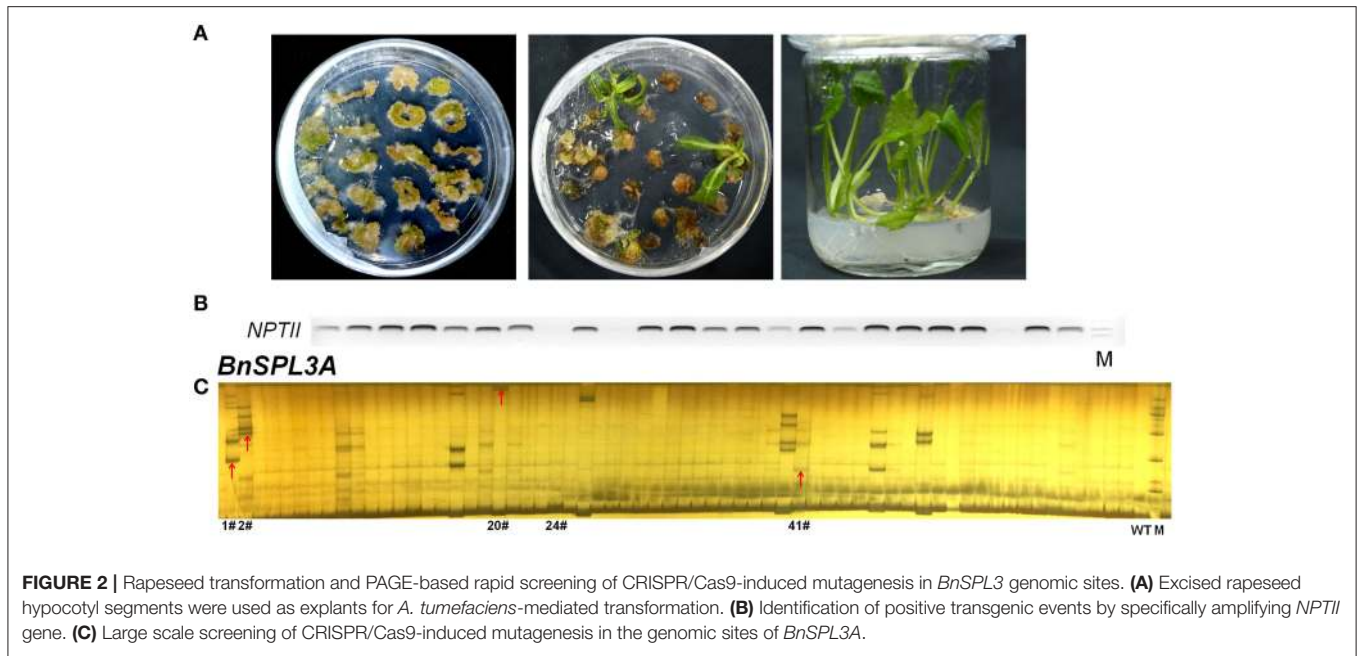 A
B
NPTII
M
BnSPL3A
C
1# 2# 20# 24# 41# WT M
FIGURE 2 | Rapeseed transformation and PAGE-based rapid screening of CRISPR/Cas9-induced mutagenesis in BnSPL3 genomic sites. (A) Excised rapeseed
hypocotyl segments were used as explants for A. tumefaciens-mediated transformation. (B) Identification of positive transgenic events by specifically amplifying NPTII
gene. (C) Large scale screening of CRISPR/Cas9-induced mutagenesis in the genomic sites of BnSPL3A.